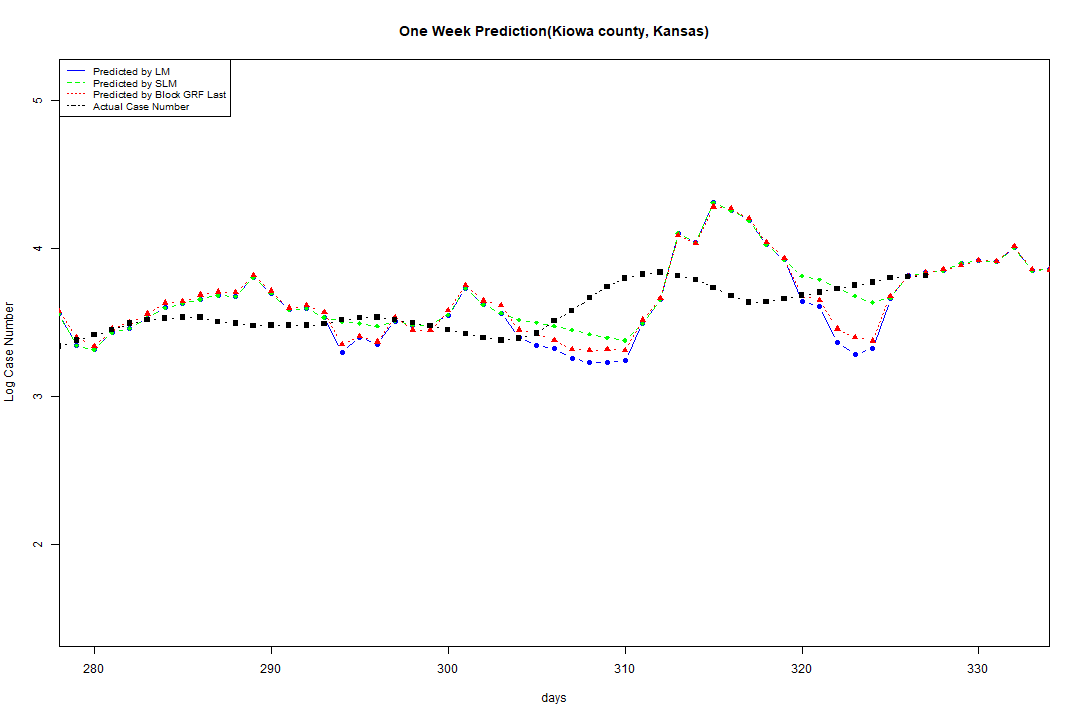 One Week Prediction(Kiowa county, Kansas)
Predicted by LM
Predicted by SLM
Predicted by Block GRF Last
Actual Case Number
5
4
3
2
Log Case Number
280 290 300 310 320 330
days